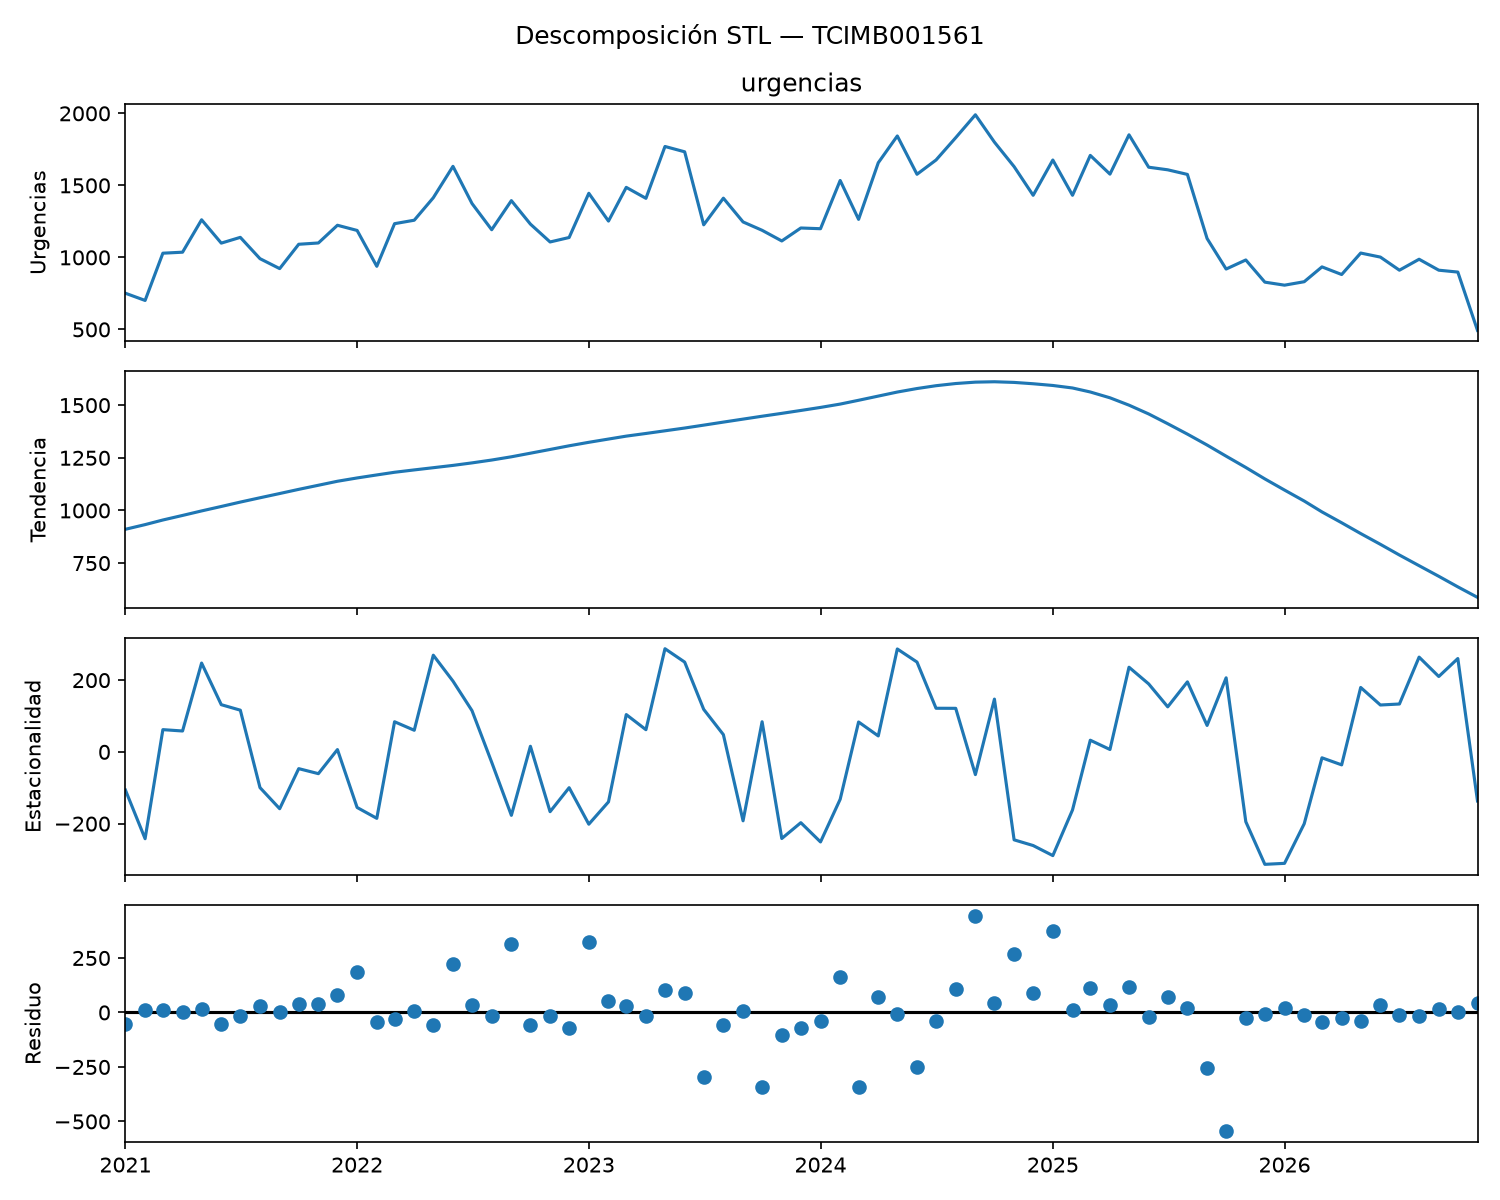 Descomposición STL — TCIMB001561
urgencias
Urgencias
2000
1500
1000
500
Tendencia
1500
1250
1000
750
Estacionalidad
200
0
−200
Residuo
250
0
−250
−500
2021 2022 2023 2024 2025 2026